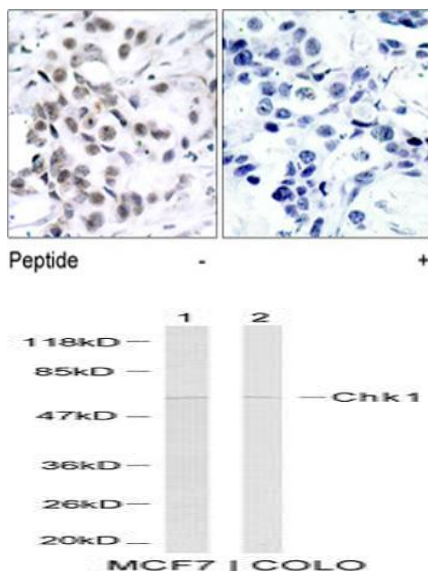 Peptide - +
1 2
118kD
85kD
Chk1
47kD
36kD
26kD
20kD
MCF7 | COLO